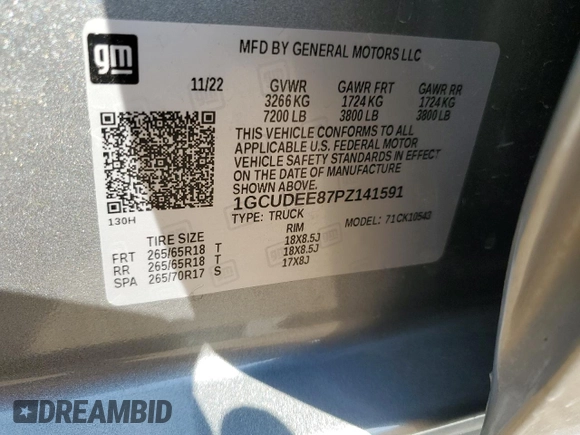 gm
MFD BY GENERAL MOTORS LLC
11/22 GVWR GAWR FRT GAWR RR
3266 KG 1724 KG 1724 KG
7200 LB 3800 LB 3800 LB
THIS VEHICLE CONFORMS TO ALL
APPLICABLE U.S. FEDERAL MOTOR
VEHICLE SAFETY STANDARDS IN EFFECT
ON THE DATE OF MANUFACTURE
SHOWN ABOVE.
1GCUDEE87PZ141591
130H
TYPE: TRUCK MODEL: 71CK10543
TIRE SIZE RIM
FRT 265/65R18 T 18X8.5J
RR 265/65R18 T 18X8.5J
SPA 265/70R17 S 17X8J
DREAMBID